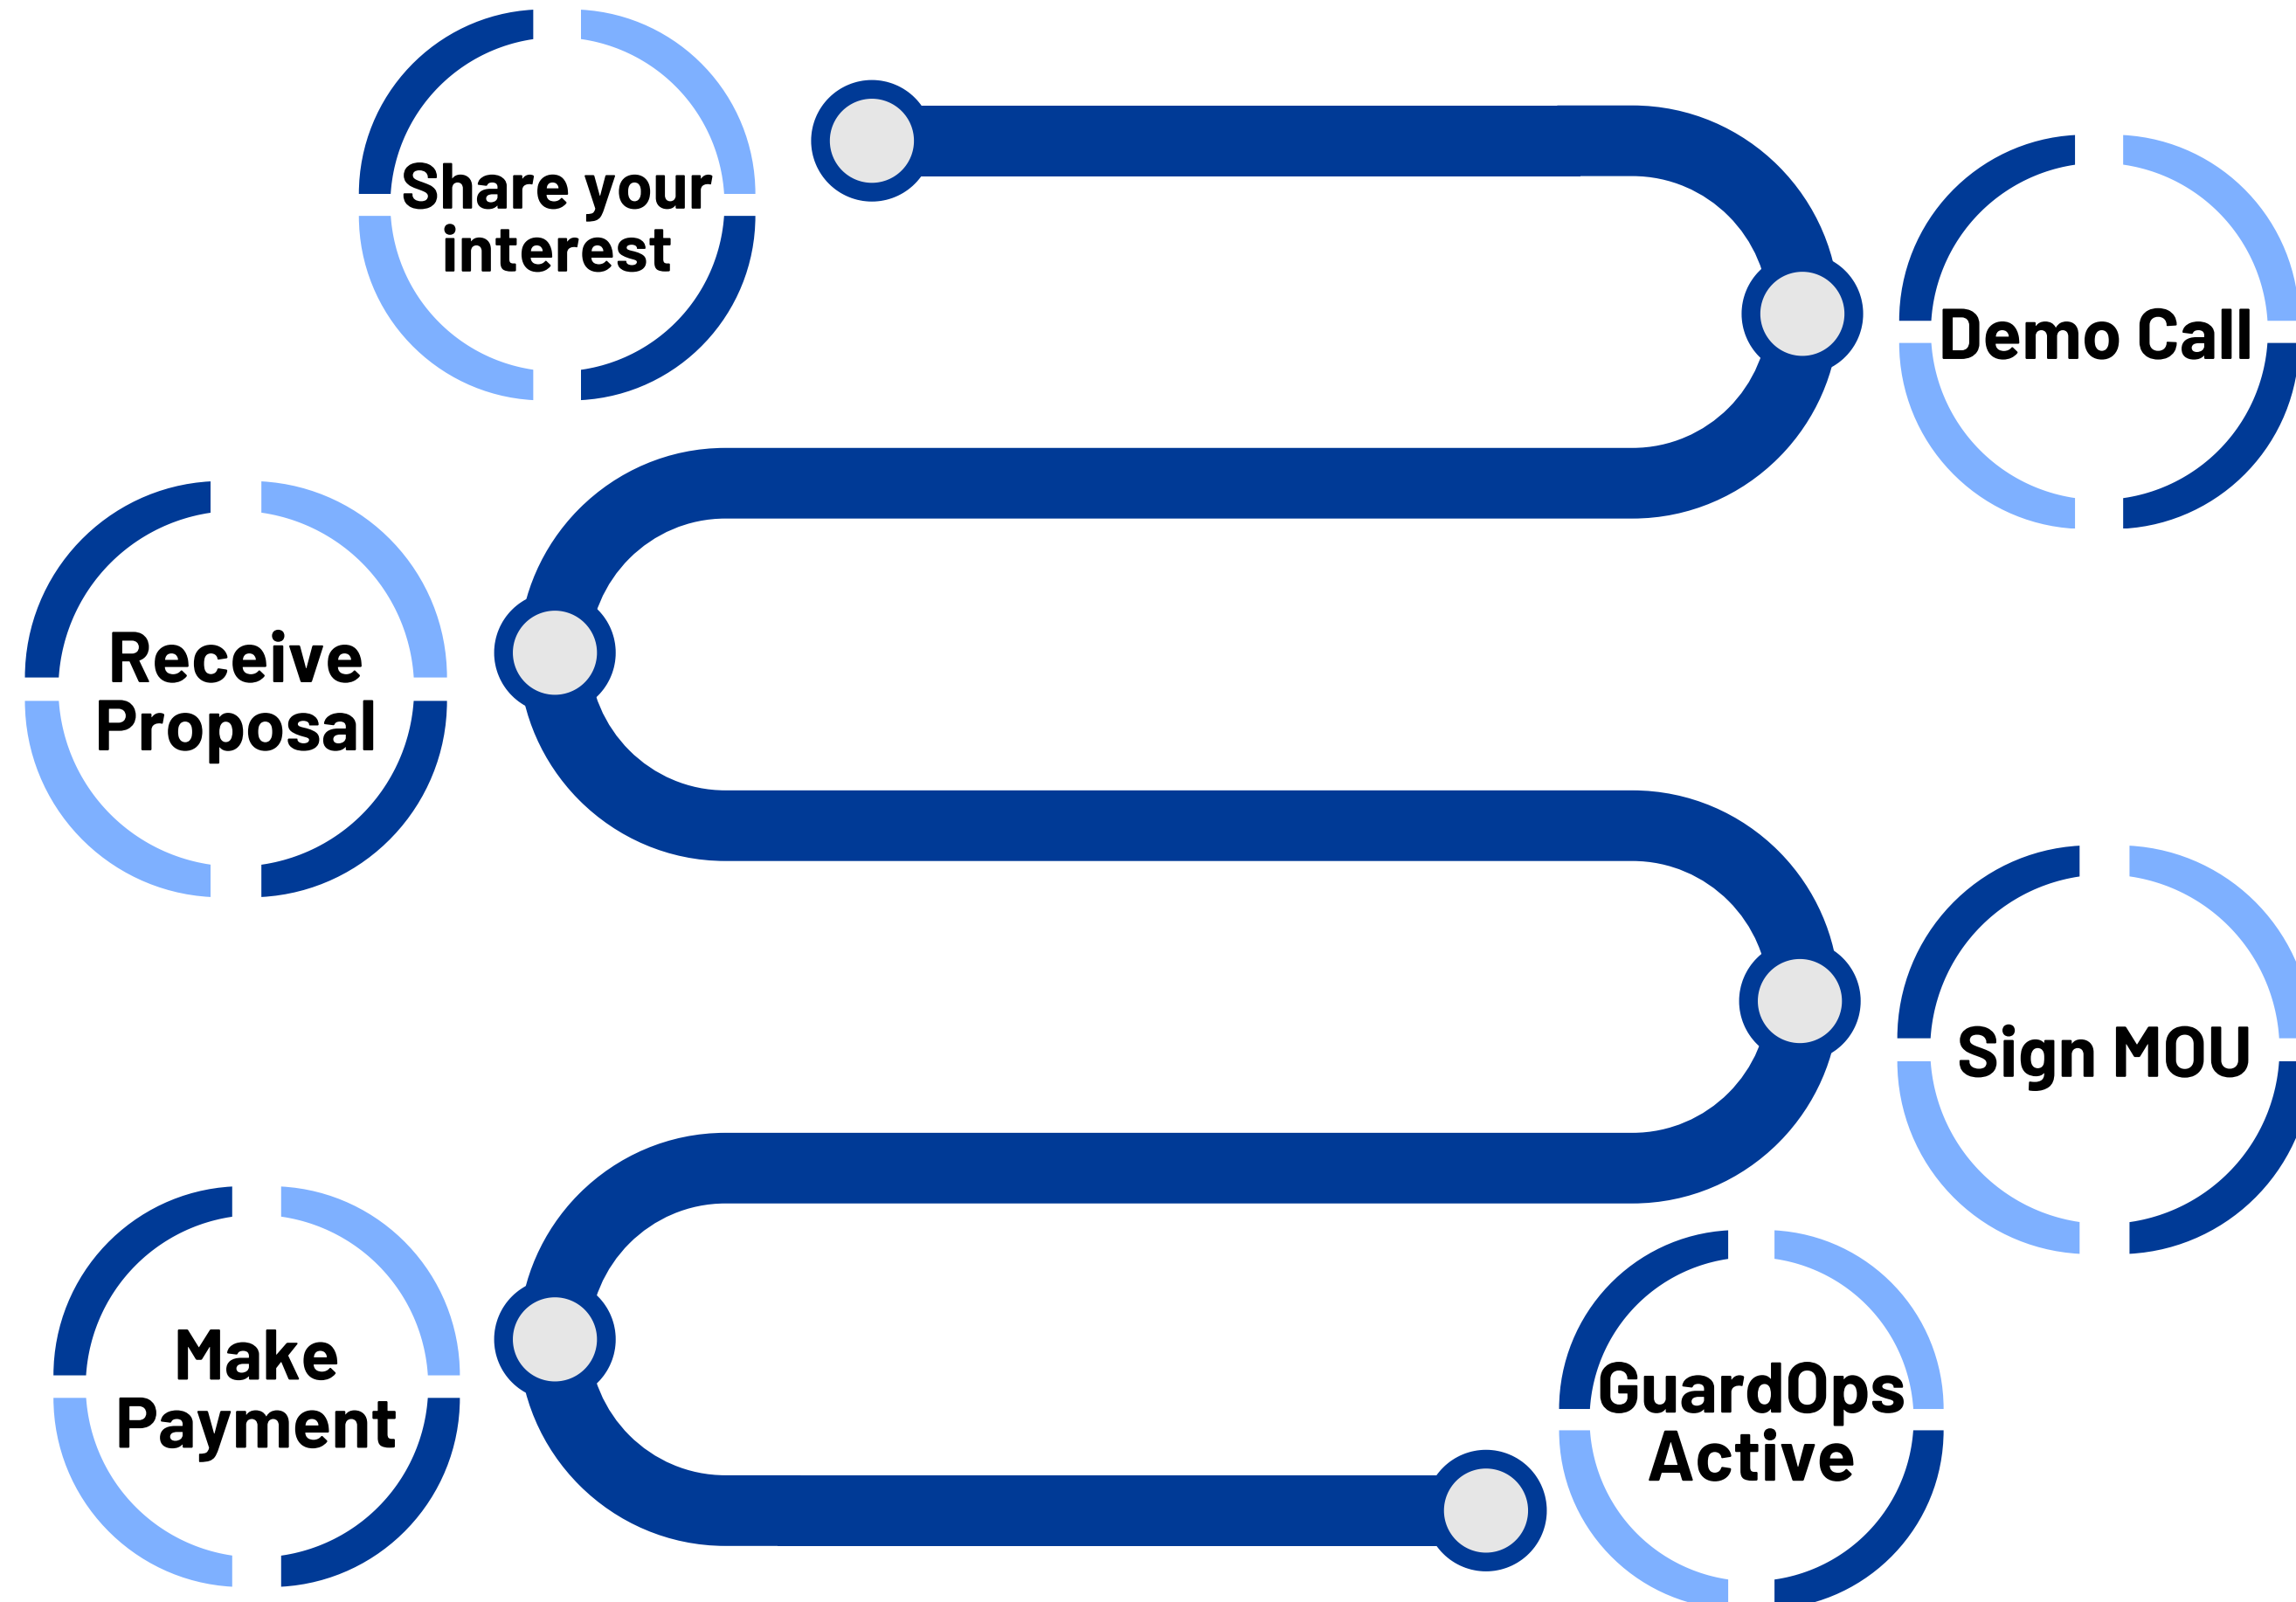 Share your
interest
Demo Call
Receive
Proposal
Sign MOU
Make
Payment
GuardOps
Active